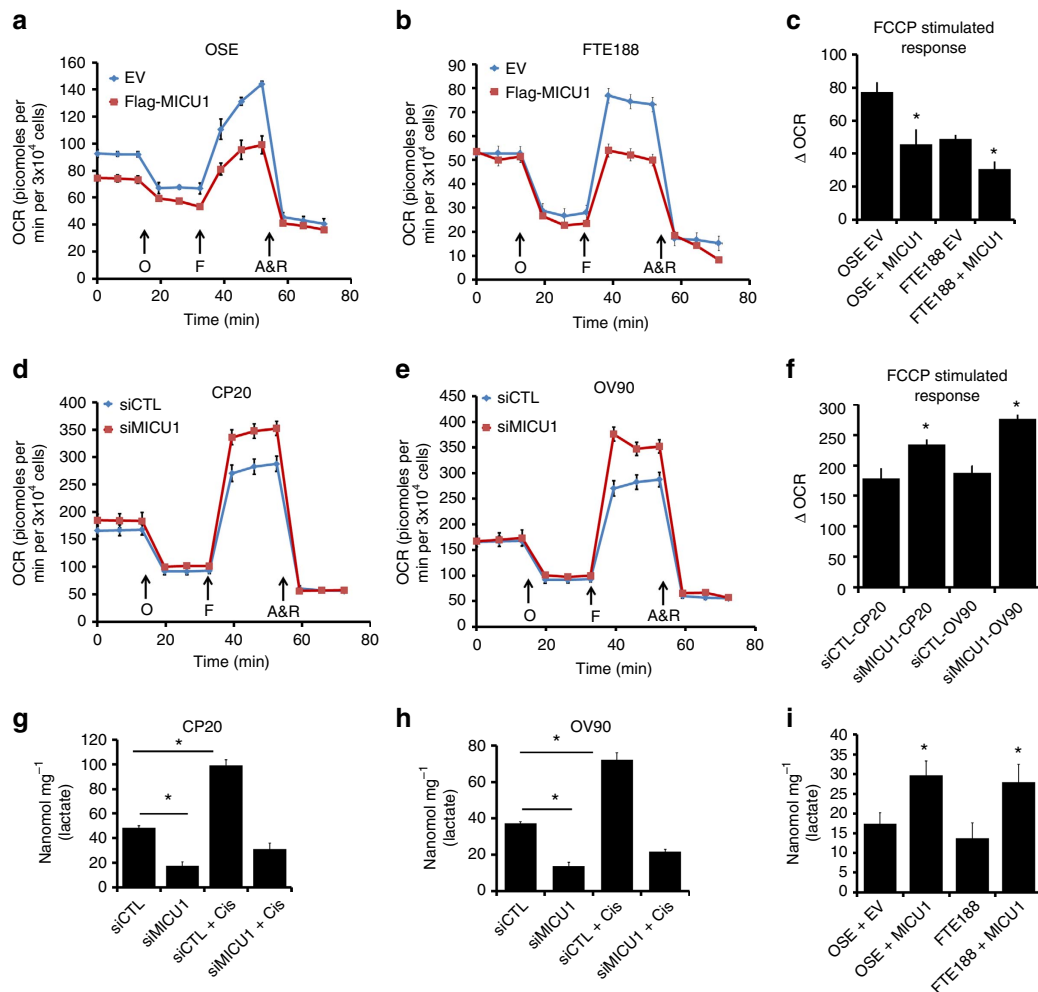 a
OSE
OCR (picomoles per
min per 3x10⁴ cells)
160
140
120
100
80
60
40
20
0
EV
Flag-MICU1
O
F
A&R
0
20
40
60
80
Time (min)
b
FTE188
OCR (picomoles per
min per 3x10⁴ cells)
90
80
70
60
50
40
30
20
10
0
EV
Flag-MICU1
O
F
A&R
0
20
40
60
80
Time (min)
c
FCCP stimulated
response
Δ OCR
100
80
60
40
20
0
*
*
OSE EV
OSE + MICU1
FTE188 EV
FTE188 + MICU1
d
CP20
OCR (picomoles per
min per 3x10⁴ cells)
350
400
300
250
200
150
100
50
0
siCTL
siMICU1
O
F
A&R
0
20
40
60
80
Time (min)
e
OV90
OCR (picomoles per
min per 3x10⁴ cells)
450
400
350
300
250
200
150
100
50
0
siCTL
siMICU1
O
F
A&R
0
20
40
60
80
Time (min)
f
FCCP stimulated
response
Δ OCR
300
250
200
150
100
50
0
*
*
siCTL-CP20
siMICU1-CP20
siCTL-OV90
siMICU1-OV90
g
CP20
Nanomol mg⁻¹
(lactate)
120
100
80
60
40
20
0
*
*
siCTL
siMICU1
siCTL + Cis
siMICU1 + Cis
h
OV90
Nanomol mg⁻¹
(lactate)
80
60
40
20
0
*
*
siCTL
siMICU1
siCTL + Cis
siMICU1 + Cis
i
Nanomol mg⁻¹
(lactate)
40
35
30
25
20
15
10
5
0
*
*
OSE + EV
OSE + MICU1
FTE188
FTE188 + MICU1